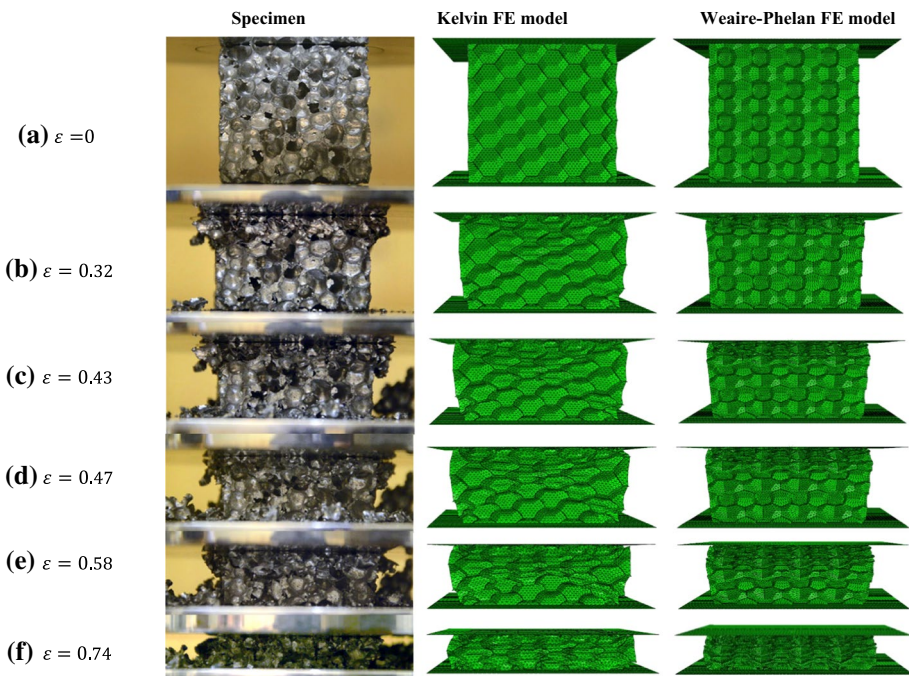 Specimen Kelvin FE model Weaire-Phelan FE model
(a) ε =0
(b) ε = 0.32
(c) ε = 0.43
(d) ε = 0.47
(e) ε = 0.58
(f) ε = 0.74